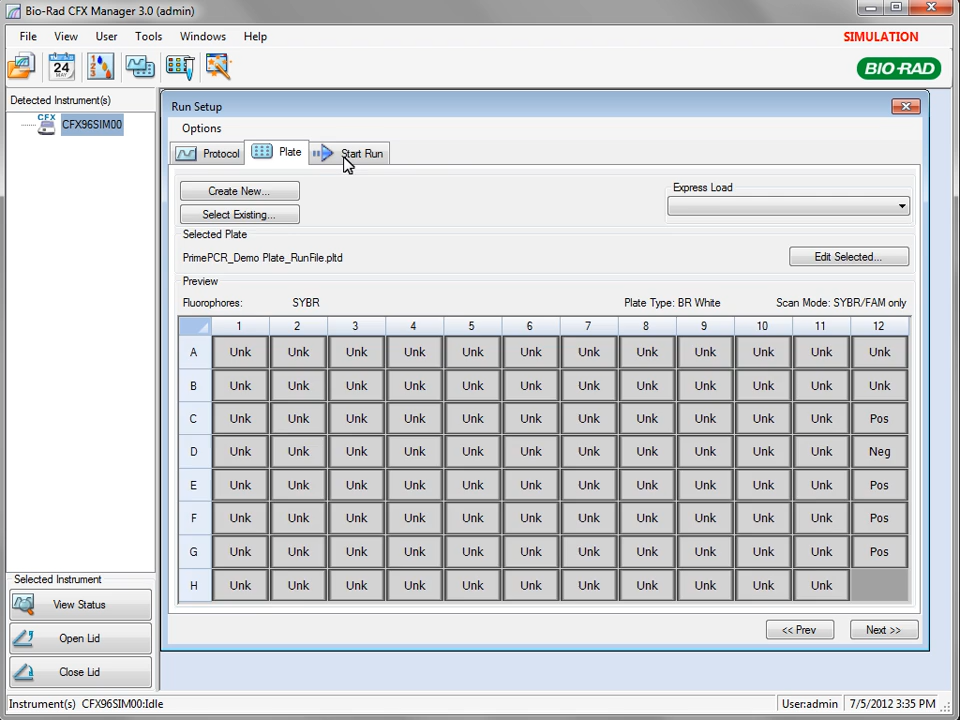 Bio-Rad CFX Manager 3.0 (admin)
File View User Tools Windows Help
SIMULATION
24
MAY
1
2
3
BIO-RAD
Detected Instrument(s)
CFX
CFX96SIM00
Run Setup
Options
Protocol Plate Start Run
Create New...
Express Load
Select Existing...
Selected Plate
PrimePCR_Demo Plate_RunFile.pltd
Edit Selected...
Preview
Fluorophores: SYBR Plate Type: BR White Scan Mode: SYBR/FAM only
1 2 3 4 5 6 7 8 9 10 11 12
A Unk Unk Unk Unk Unk Unk Unk Unk Unk Unk Unk Unk
B Unk Unk Unk Unk Unk Unk Unk Unk Unk Unk Unk Unk
C Unk Unk Unk Unk Unk Unk Unk Unk Unk Unk Unk Pos
D Unk Unk Unk Unk Unk Unk Unk Unk Unk Unk Unk Neg
E Unk Unk Unk Unk Unk Unk Unk Unk Unk Unk Unk Pos
F Unk Unk Unk Unk Unk Unk Unk Unk Unk Unk Unk Pos
G Unk Unk Unk Unk Unk Unk Unk Unk Unk Unk Unk Pos
H Unk Unk Unk Unk Unk Unk Unk Unk Unk Unk Unk
<< Prev Next >>
Selected Instrument
View Status
Open Lid
Close Lid
Instrument(s) CFX96SIM00:Idle
User:admin 7/5/2012 3:35 PM